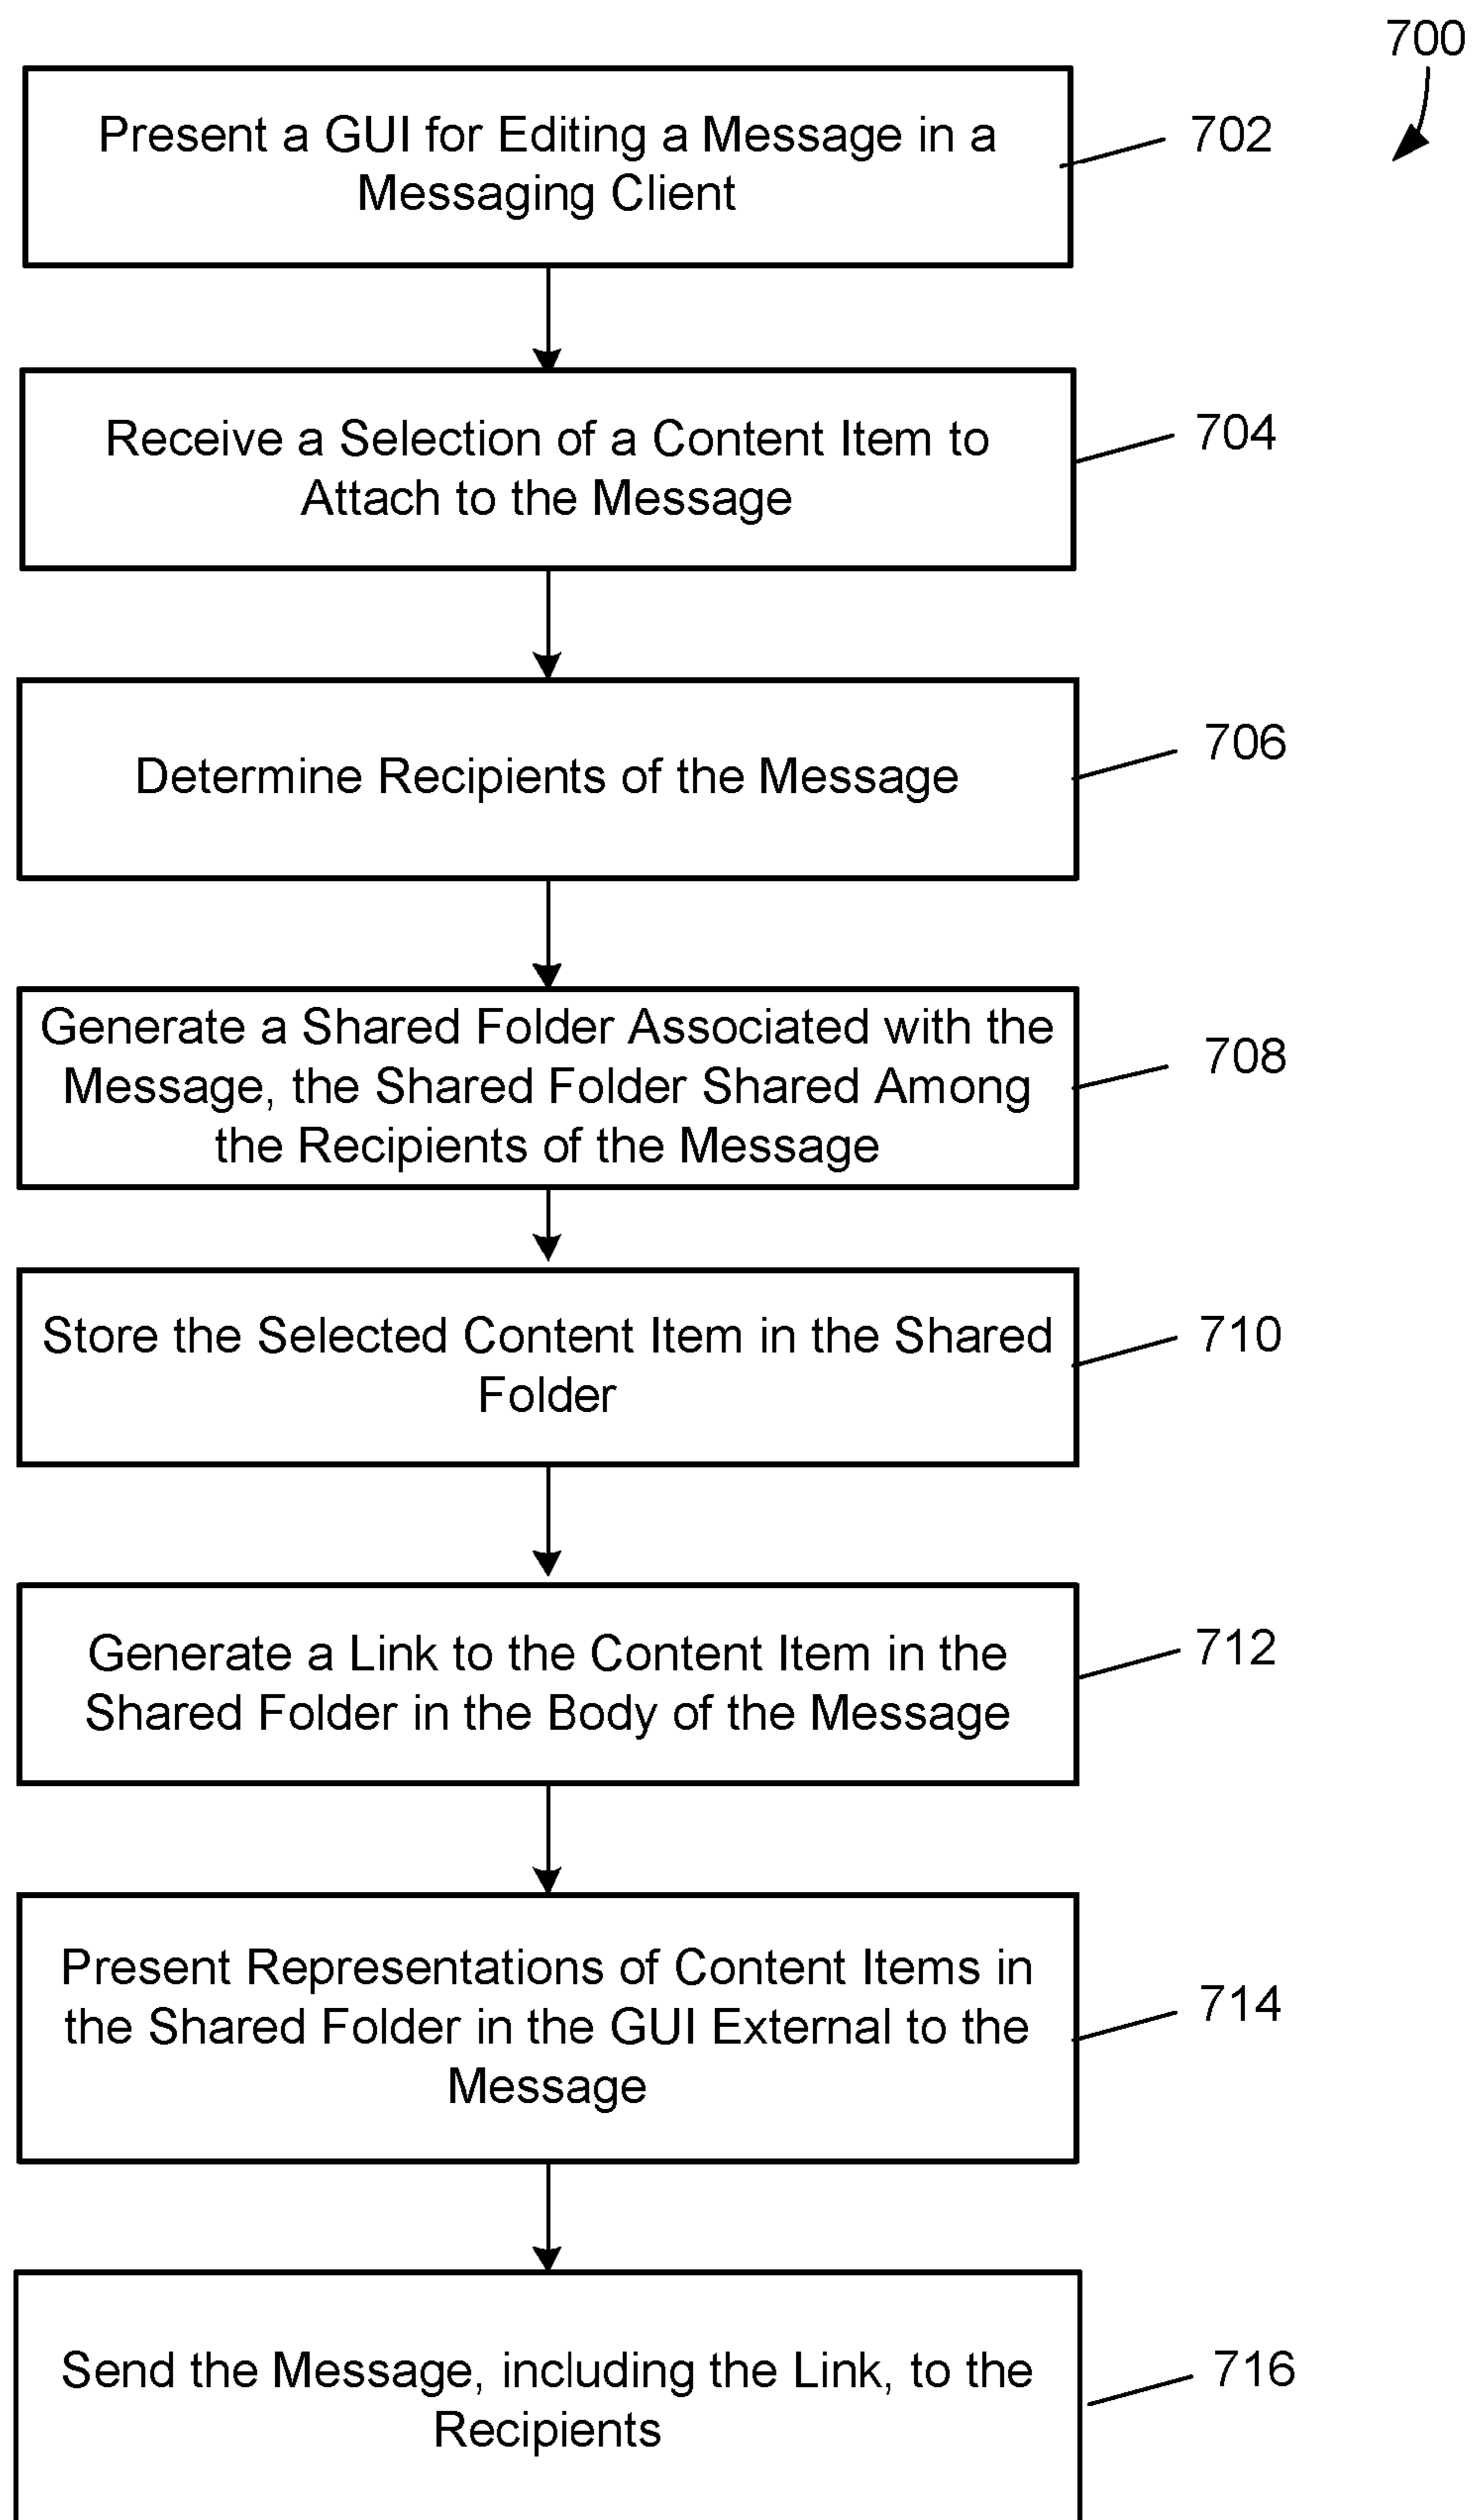 700
Present a GUI for Editing a Message in a
Messaging Client
702
Receive a Selection of a Content Item to
Attach to the Message
704
Determine Recipients of the Message
706
Generate a Shared Folder Associated with the
Message, the Shared Folder Shared Among
the Recipients of the Message
708
Store the Selected Content Item in the Shared
Folder
710
Generate a Link to the Content Item in the
Shared Folder in the Body of the Message
712
Present Representations of Content Items in
the Shared Folder in the GUI External to the
Message
714
Send the Message, including the Link, to the
Recipients
716